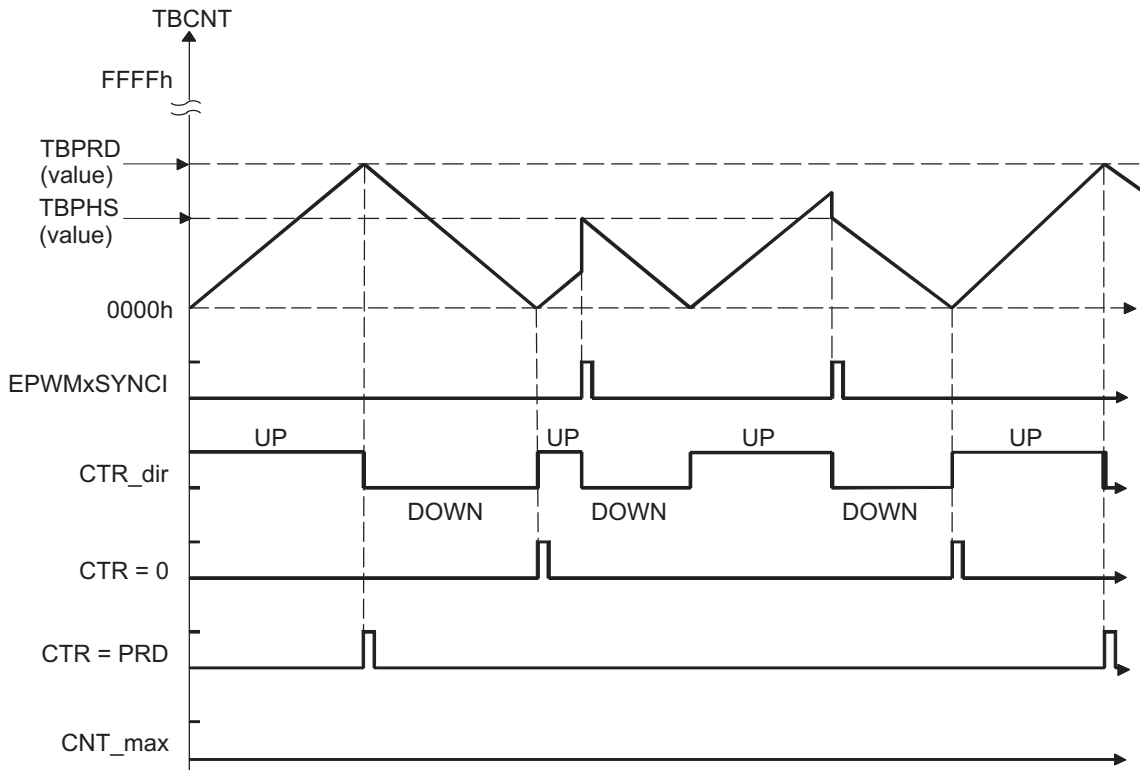 TBCNT
FFFFh
TBPRD
(value)
TBPHS
(value)
0000h
EPWMxSYNCI
UP UP UP UP
CTR_dir
DOWN DOWN DOWN
CTR = 0
CTR = PRD
CNT_max